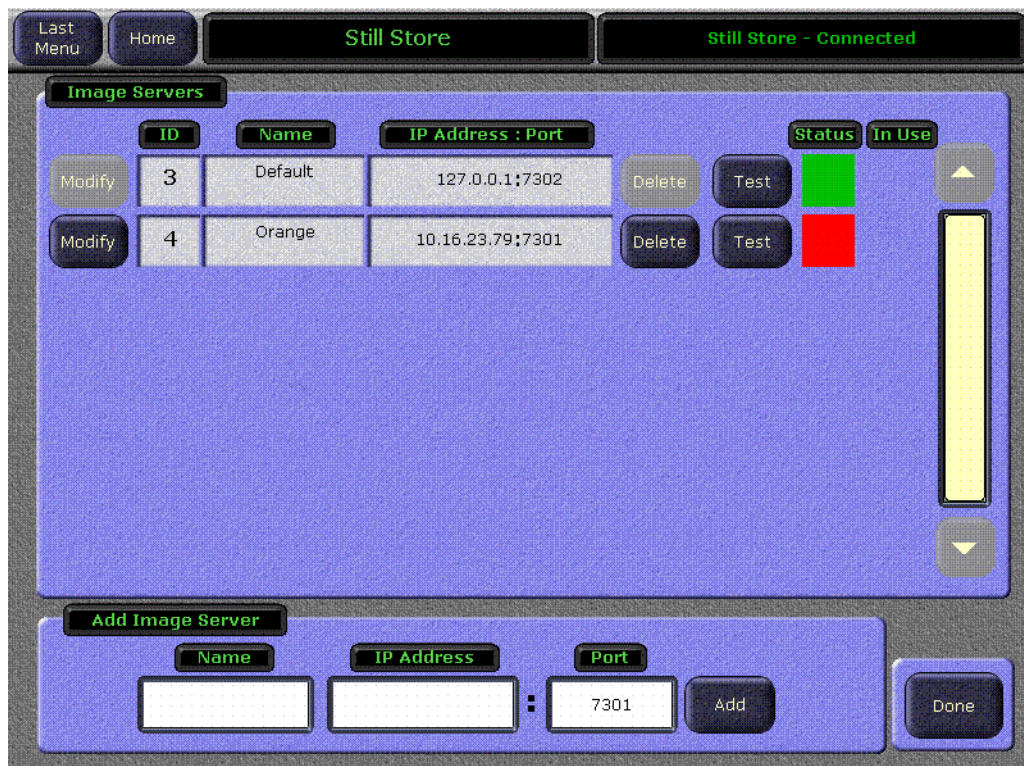 Last Menu
Home
Still Store
Still Store - Connected
Image Servers
ID
Name
IP Address : Port
Status
In Use
Modify
3
Default
127.0.0.1:7302
Delete
Test
Modify
4
Orange
10.16.23.79:7301
Delete
Test
Add Image Server
Name
IP Address
Port
:
7301
Add
Done